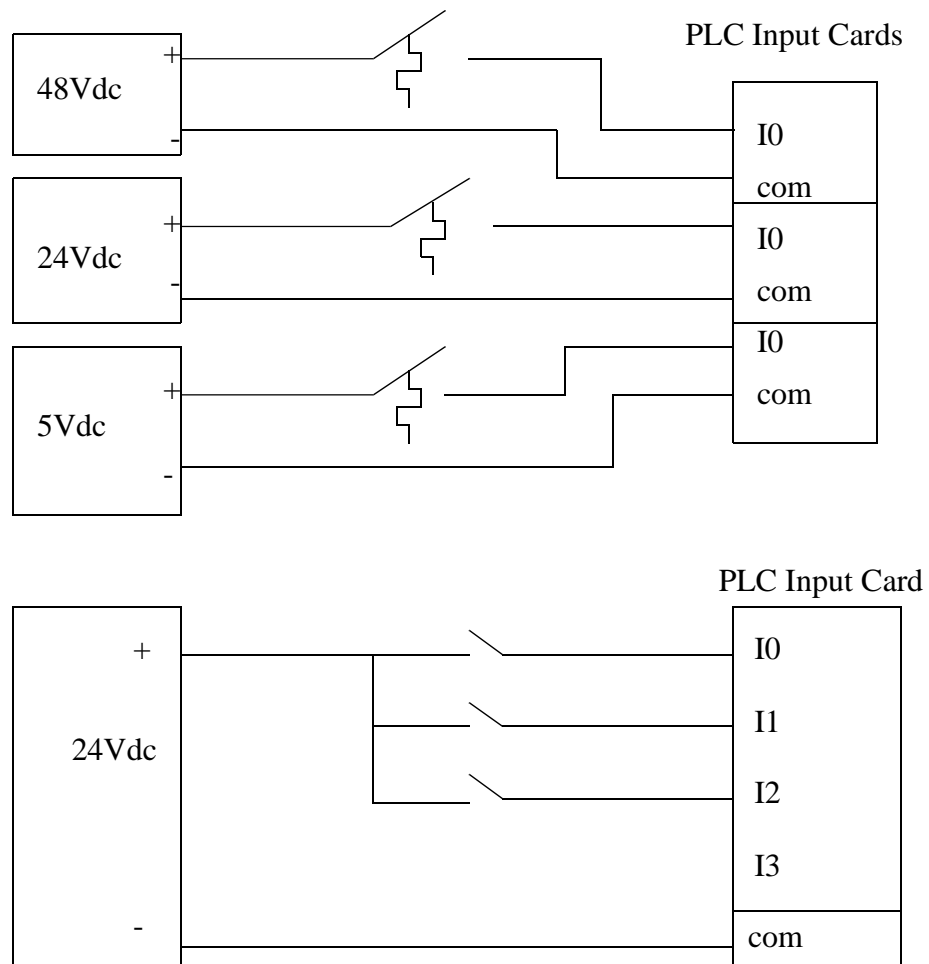 PLC Input Cards
+
48Vdc
-
I0
com
+
24Vdc
-
I0
com
+
5Vdc
-
I0
com
PLC Input Card
+
24Vdc
-
I0
I1
I2
I3
com